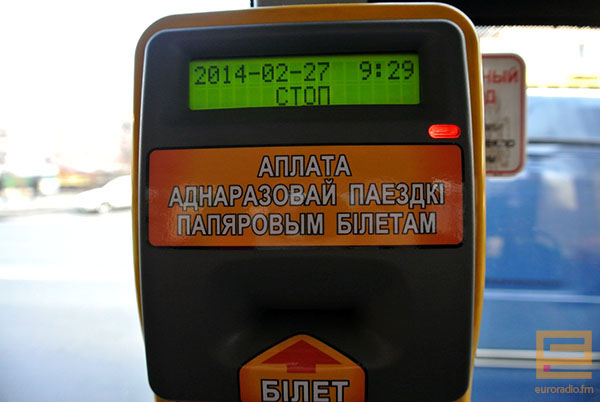 2014-02-27 9:29
СТОП
АПЛАТА
АДНАРАЗОВАЙ ПАЕЗДКІ
ПАПЯРОВЫМ БІЛЕТАМ
БІЛЕТ
euroradio.fm